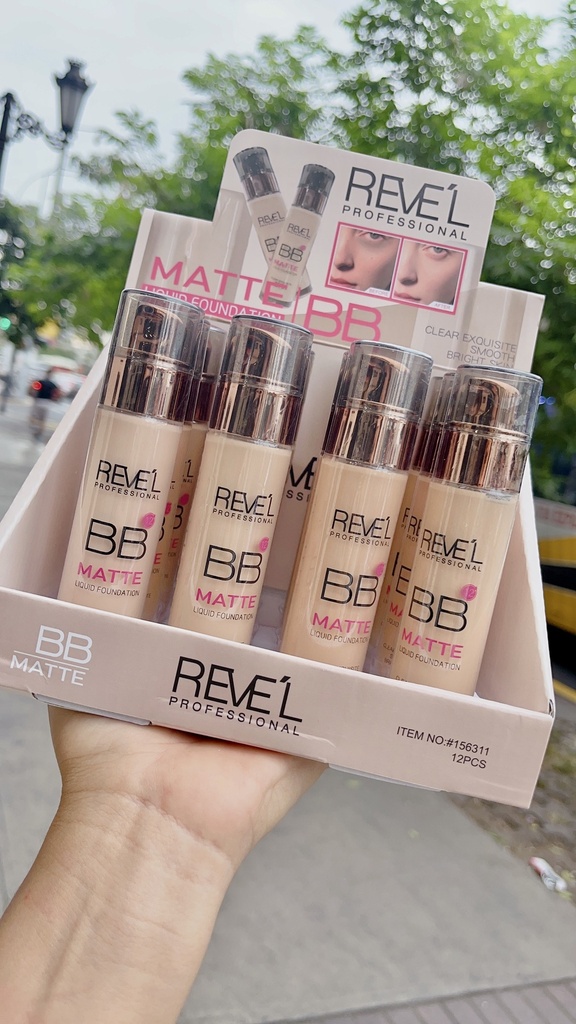 REVE'L
PROFESSIONAL
MATTE
LIQUID FOUNDATION
BB
CLEAR EXQUISITE
SMOOTH
BRIGHT
REVE'L
PROFESSIONAL
BB
MATTE
LIQUID FOUNDATION
REVE'L
PROFESSIONAL
BB
MATTE
LIQUID FOUNDATION
REVE'L
PROFESSIONAL
BB
MATTE
LIQUID FOUNDATION
REVE'L
PROFESSIONAL
BB
MATTE
LIQUID FOUNDATION
BB
MATTE
REVE'L
PROFESSIONAL
ITEM NO:#156311
12PCS